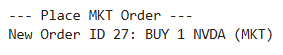 --- Place MKT Order ---
New Order ID 27: BUY 1 NVDA (MKT)